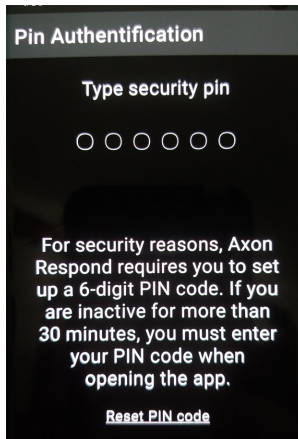 Pin Authentification
Type security pin
For security reasons, Axon
Respond requires you to set
up a 6-digit PIN code. If you
are inactive for more than
30 minutes, you must enter
your PIN code when
opening the app.
Reset PIN code